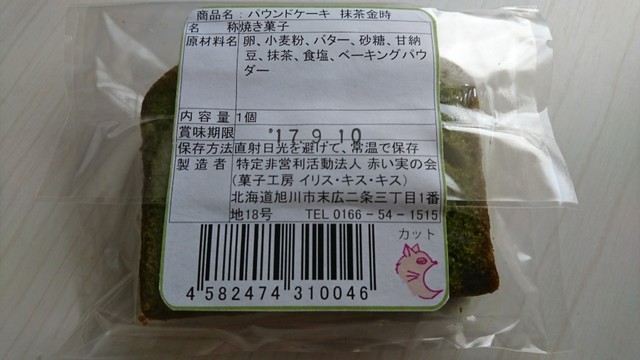 商品名：パウンドケーキ 抹茶金時
名 称 焼き菓子
原材料名 卵、小麦粉、バター、砂糖、甘納
豆、抹茶、食塩、ベーキングパウ
ダー
内容量 1個
賞味期限 '17.9.10
保存方法 直射日光を避けて、常温で保存
製造者 特定非営利活動法人 赤い実の会
（菓子工房 イリス・キス・キス）
北海道旭川市末広二条三丁目1番
地18号 TEL 0166-54-1515
カット
4 582474 310046